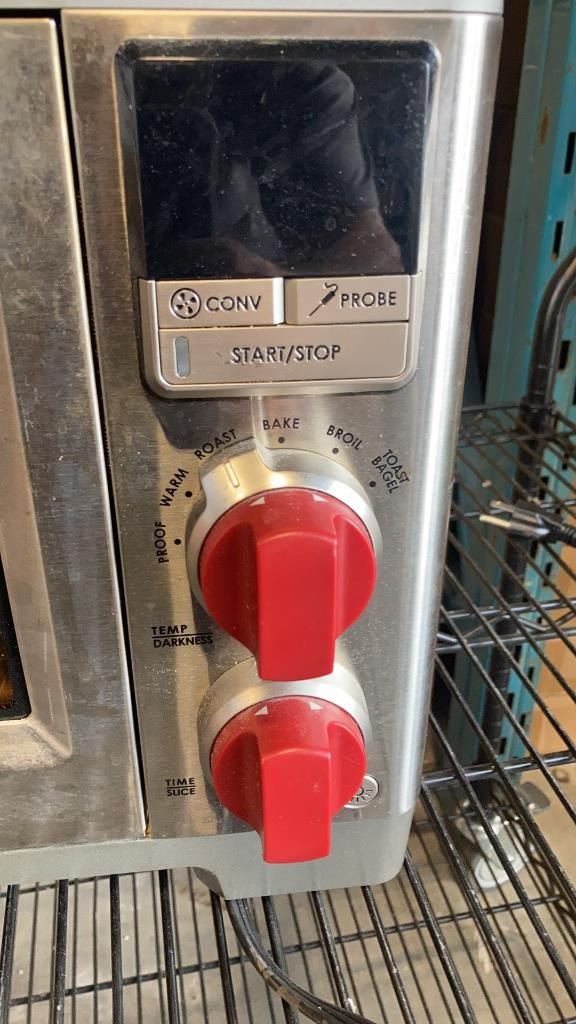 CONV
PROBE
START/STOP
PROOF
WARM
ROAST
BAKE
BROIL
TOAST
BAGEL
TEMP
DARKNESS
TIME
SLICE